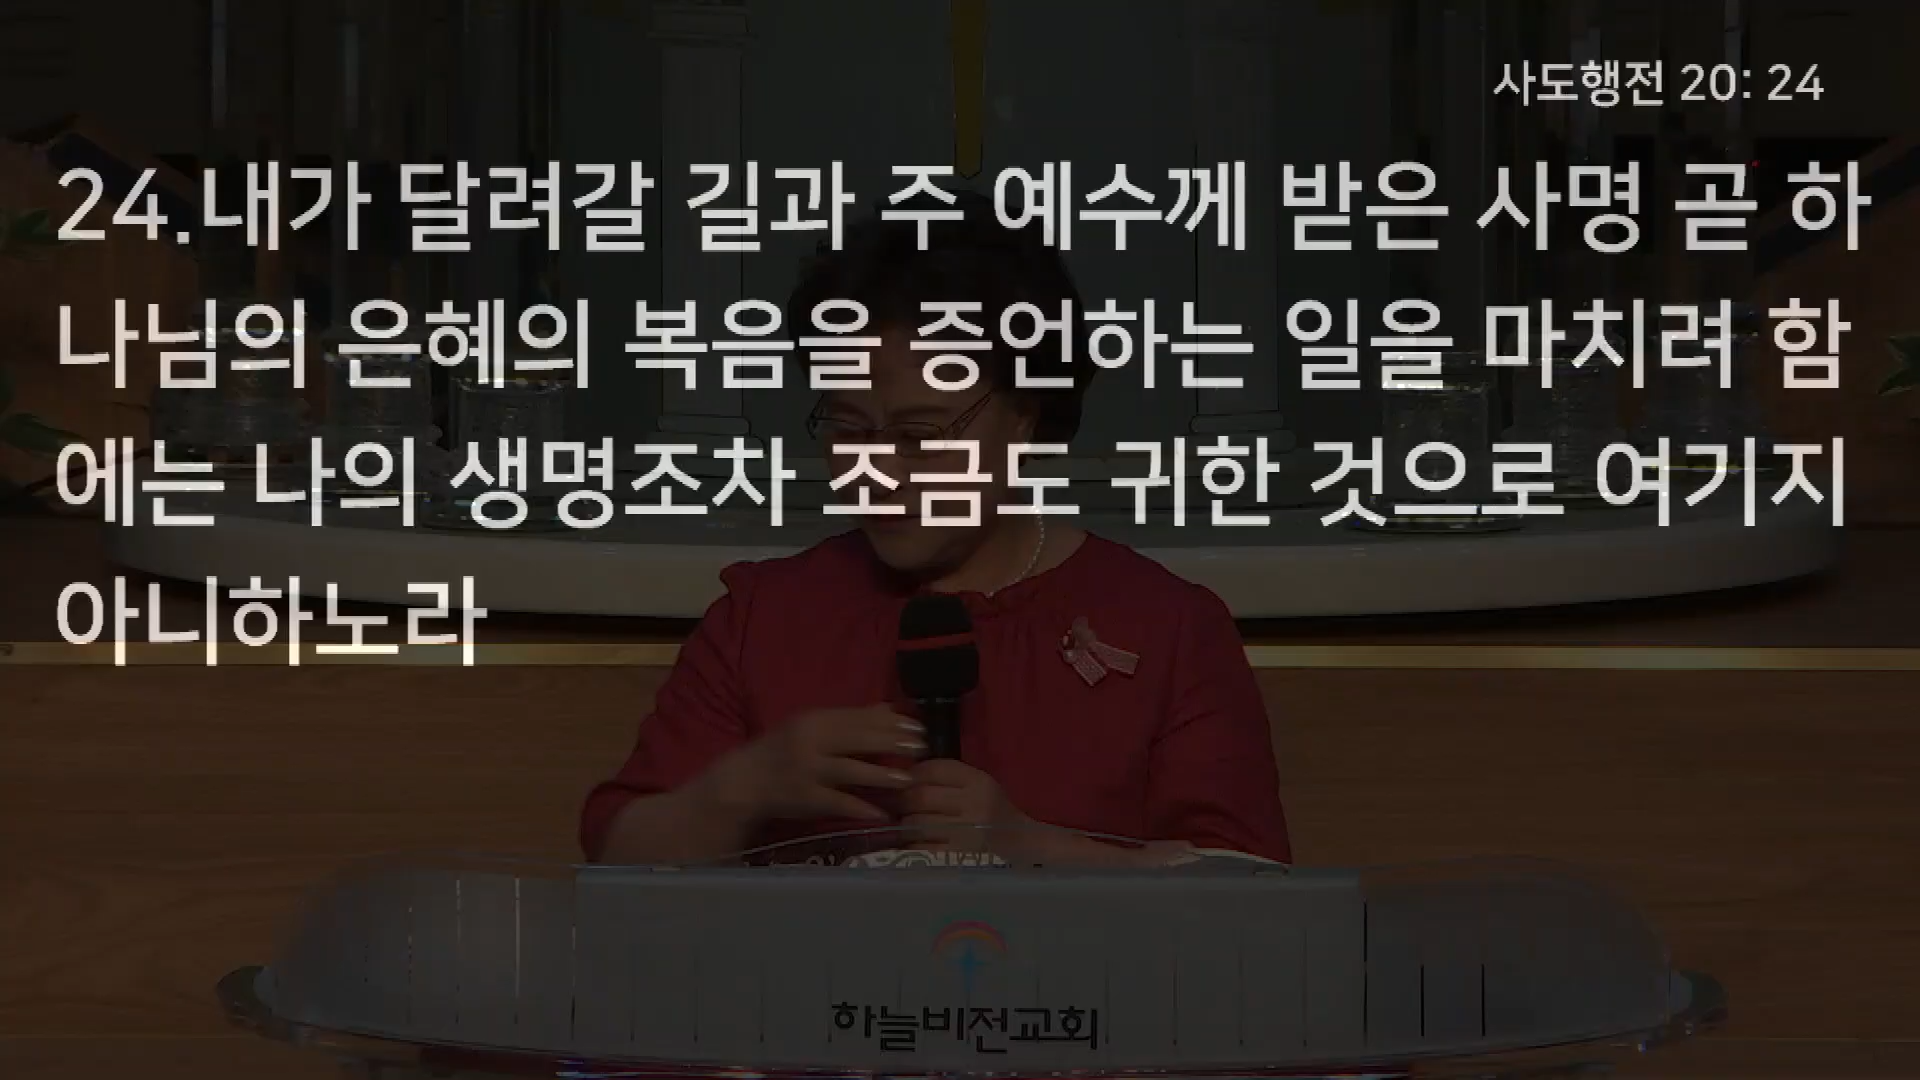 사도행전 20: 24
24.내가 달려갈 길과 주 예수께 받은 사명 곧 하
나님의 은혜의 복음을 증언하는 일을 마치려 함
에는 나의 생명조차 조금도 귀한 것으로 여기지
아니하노라
하늘비전교회